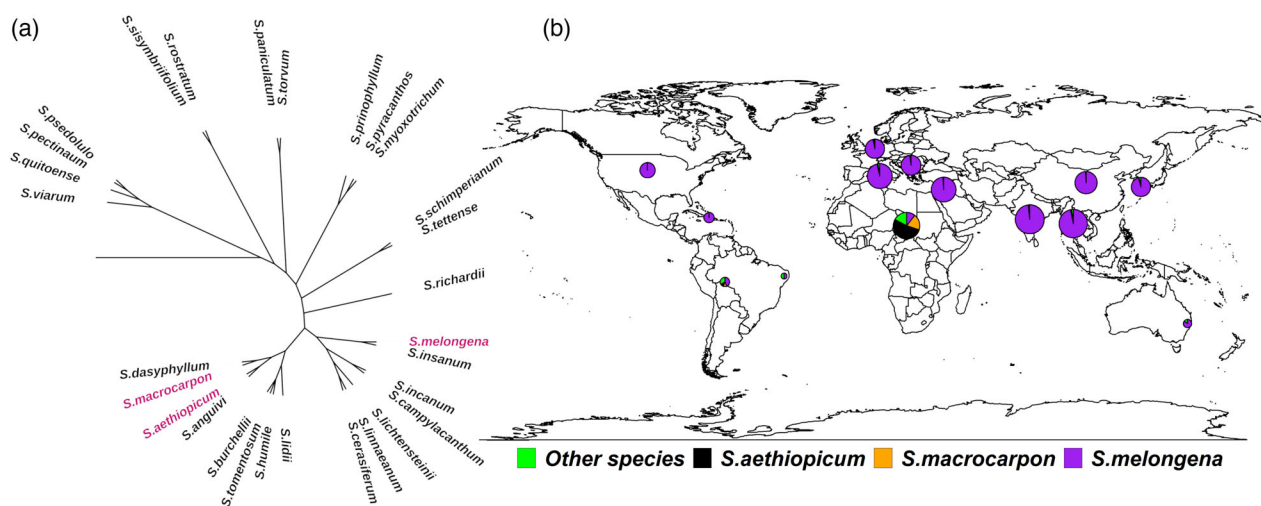 (a)
S.sisymbriifolium
S.rostratum
S.paniculatum
S.torvum
S.prinophyllum
S.pyracanthos
S.myoxotrichum
S.psedolulo
S.pectinaum
S.quitoense
S.viarum
S.schimperianum
S.tettense
S.richardii
S.melongena
S.insanum
S.incanum
S.campylacanthum
S.lichtensteinii
S.linnaeanum
S.cerasiferum
S.lidii
S.humile
S.tomentosum
S.burchellii
S.anguivi
S.aethiopicum
S.macrocarpon
S.dasyphyllum
(b)
Other species
S.aethiopicum
S.macrocarpon
S.melongena